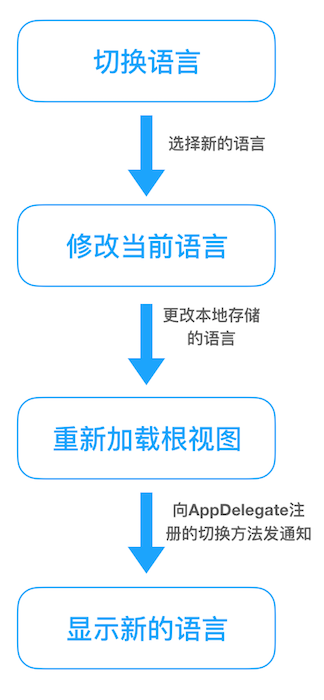 切换语言
选择新的语言
修改当前语言
更改本地存储
的语言
重新加载根视图
向AppDelegate注
册的切换方法发通知
显示新的语言